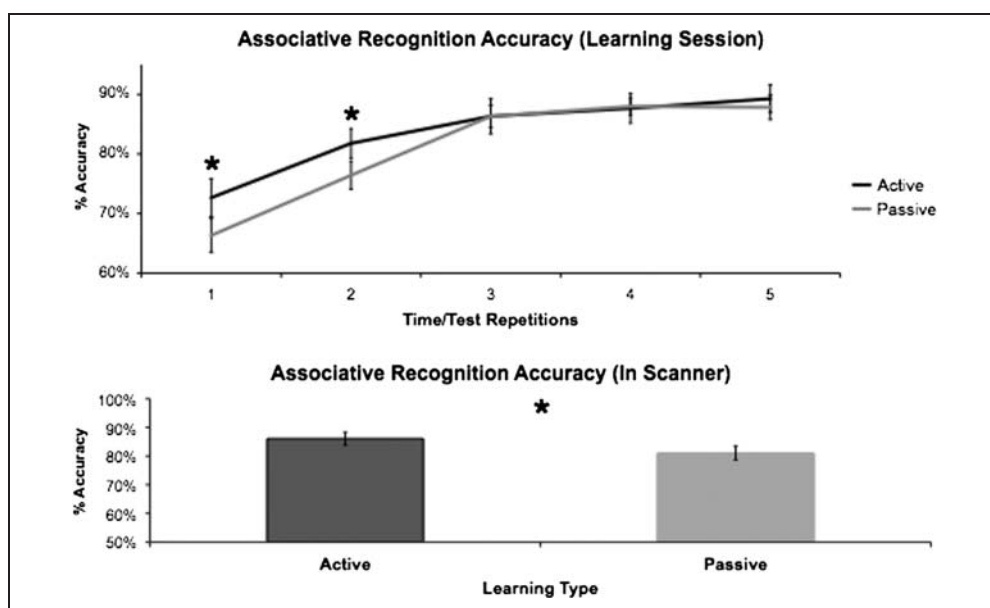 Associative Recognition Accuracy (Learning Session)
90%
*
*
80%
% Accuracy
Active
70%
Passive
60%
1 2 3 4 5
Time/Test Repetitions
Associative Recognition Accuracy (In Scanner)
100%
*
90%
80%
% Accuracy
70%
60%
50%
Active Passive
Learning Type